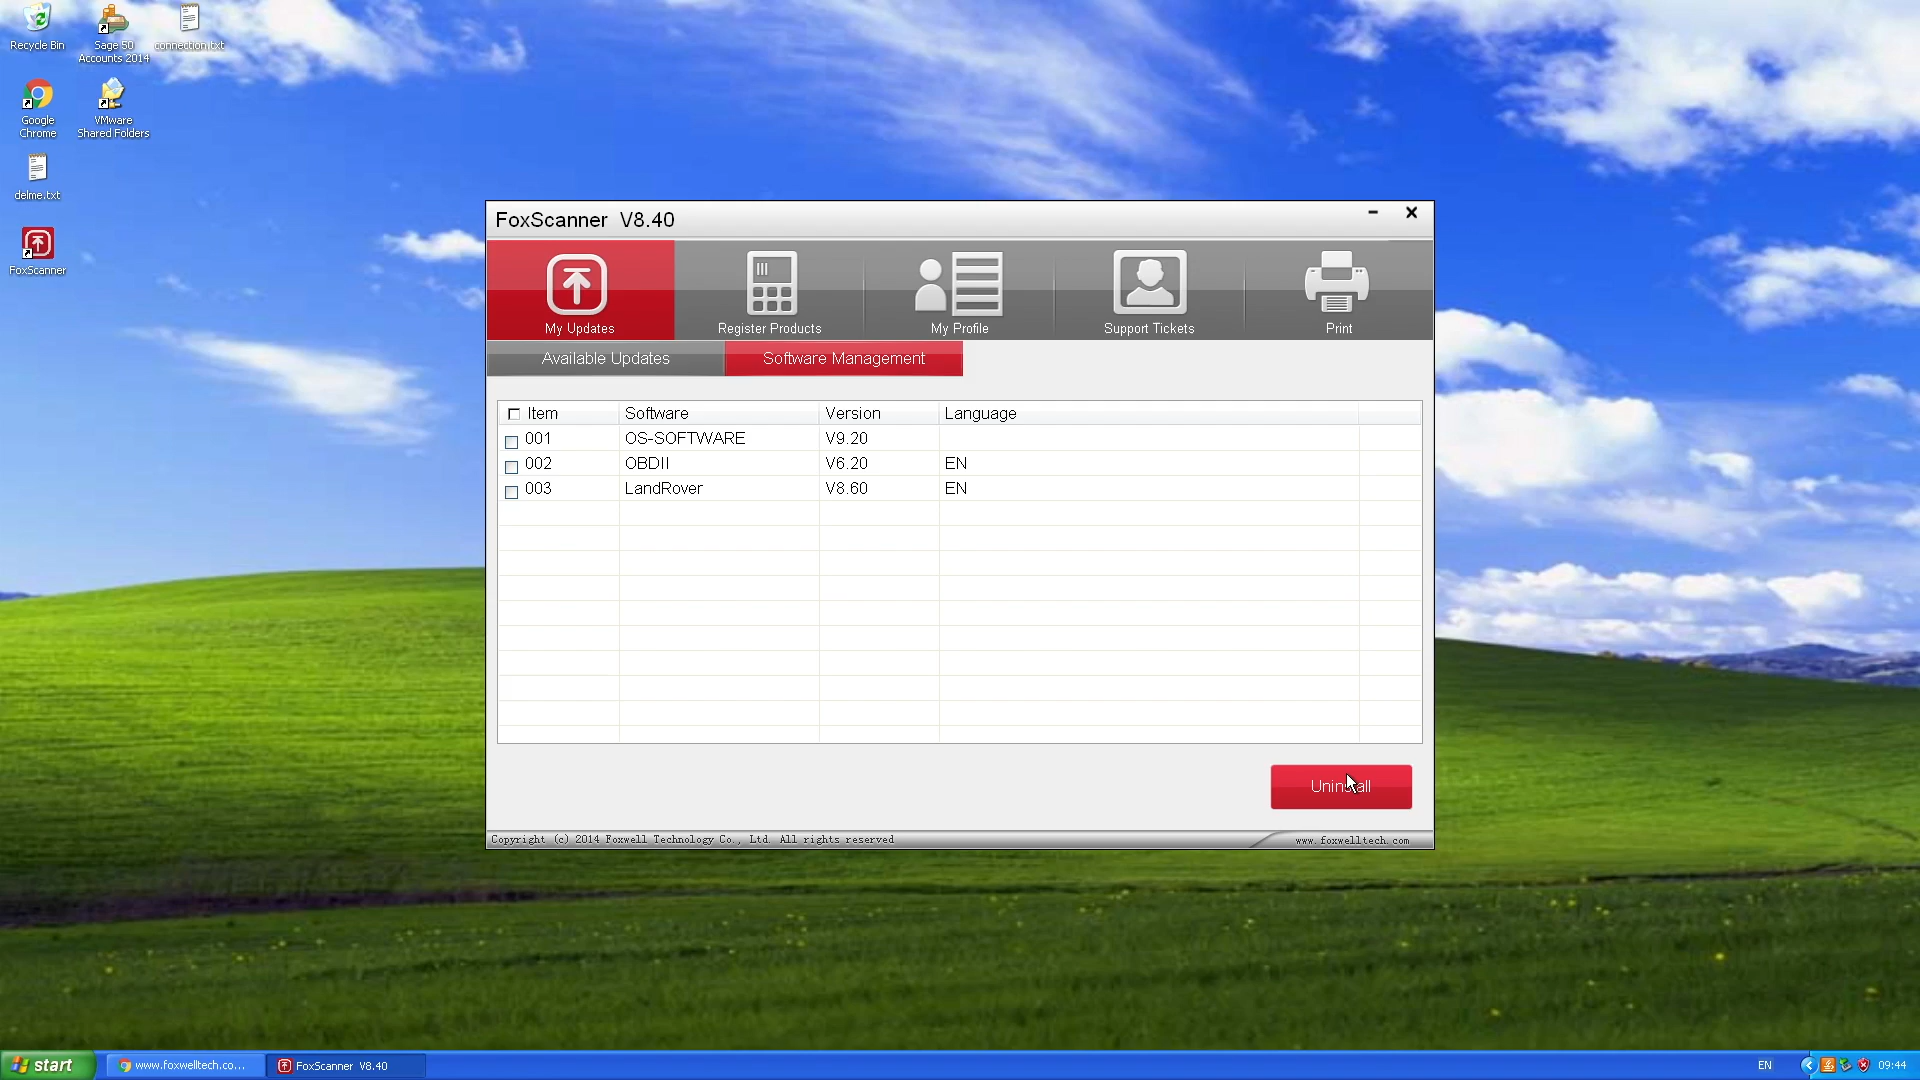 Recycle Bin
Sage 50
Accounts 2014
connection.txt
Google
Chrome
VMware
Shared Folders
delme.txt
FoxScanner
FoxScanner V8.40
My Updates
Register Products
My Profile
Support Tickets
Print
Available Updates
Software Management
Item Software Version Language
001 OS-SOFTWARE V9.20
002 OBDII V6.20 EN
003 LandRover V8.60 EN
Uninstall
Copyright (c) 2014 Foxwell Technology Co., Ltd. All rights reserved
www.foxwelltech.com
start
www.foxwelltech.co...
FoxScanner V8.40
EN
09:44